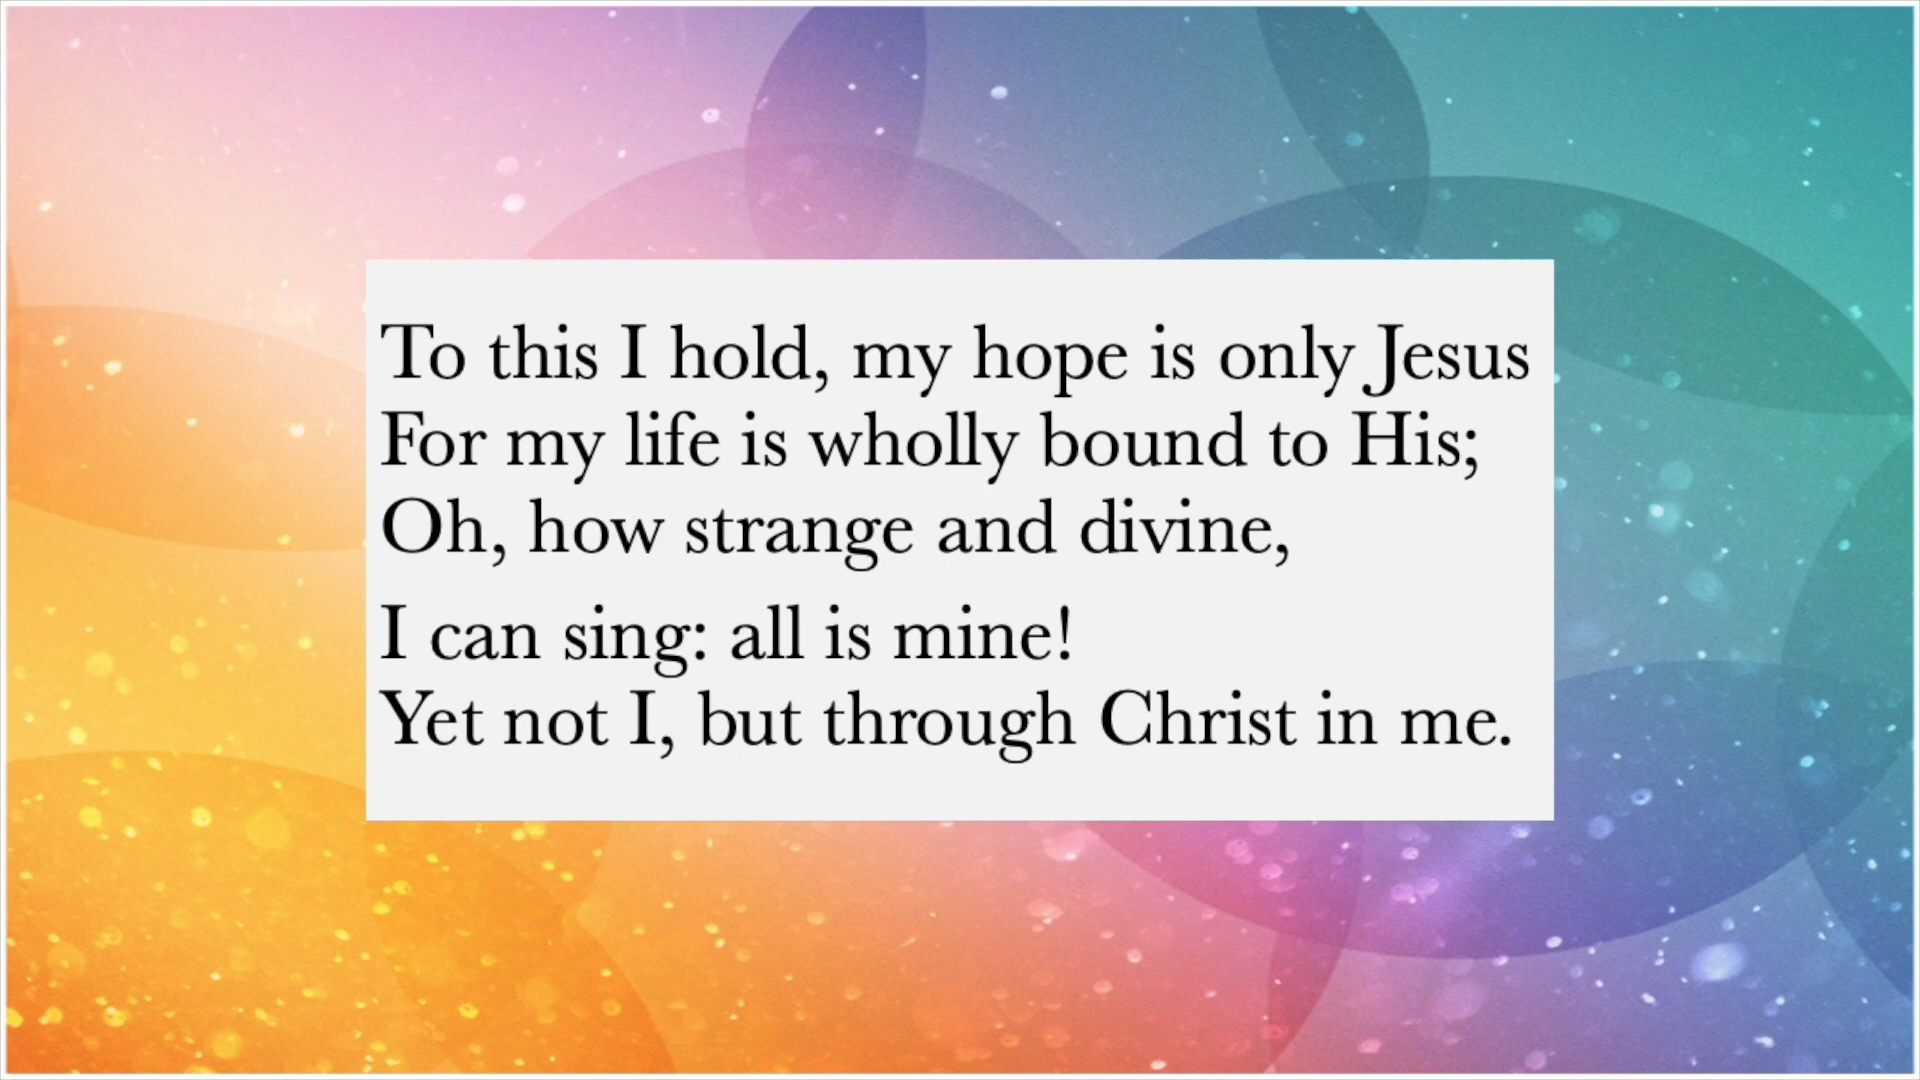 To this I hold, my hope is only Jesus
For my life is wholly bound to His;
Oh, how strange and divine,
I can sing: all is mine!
Yet not I, but through Christ in me.